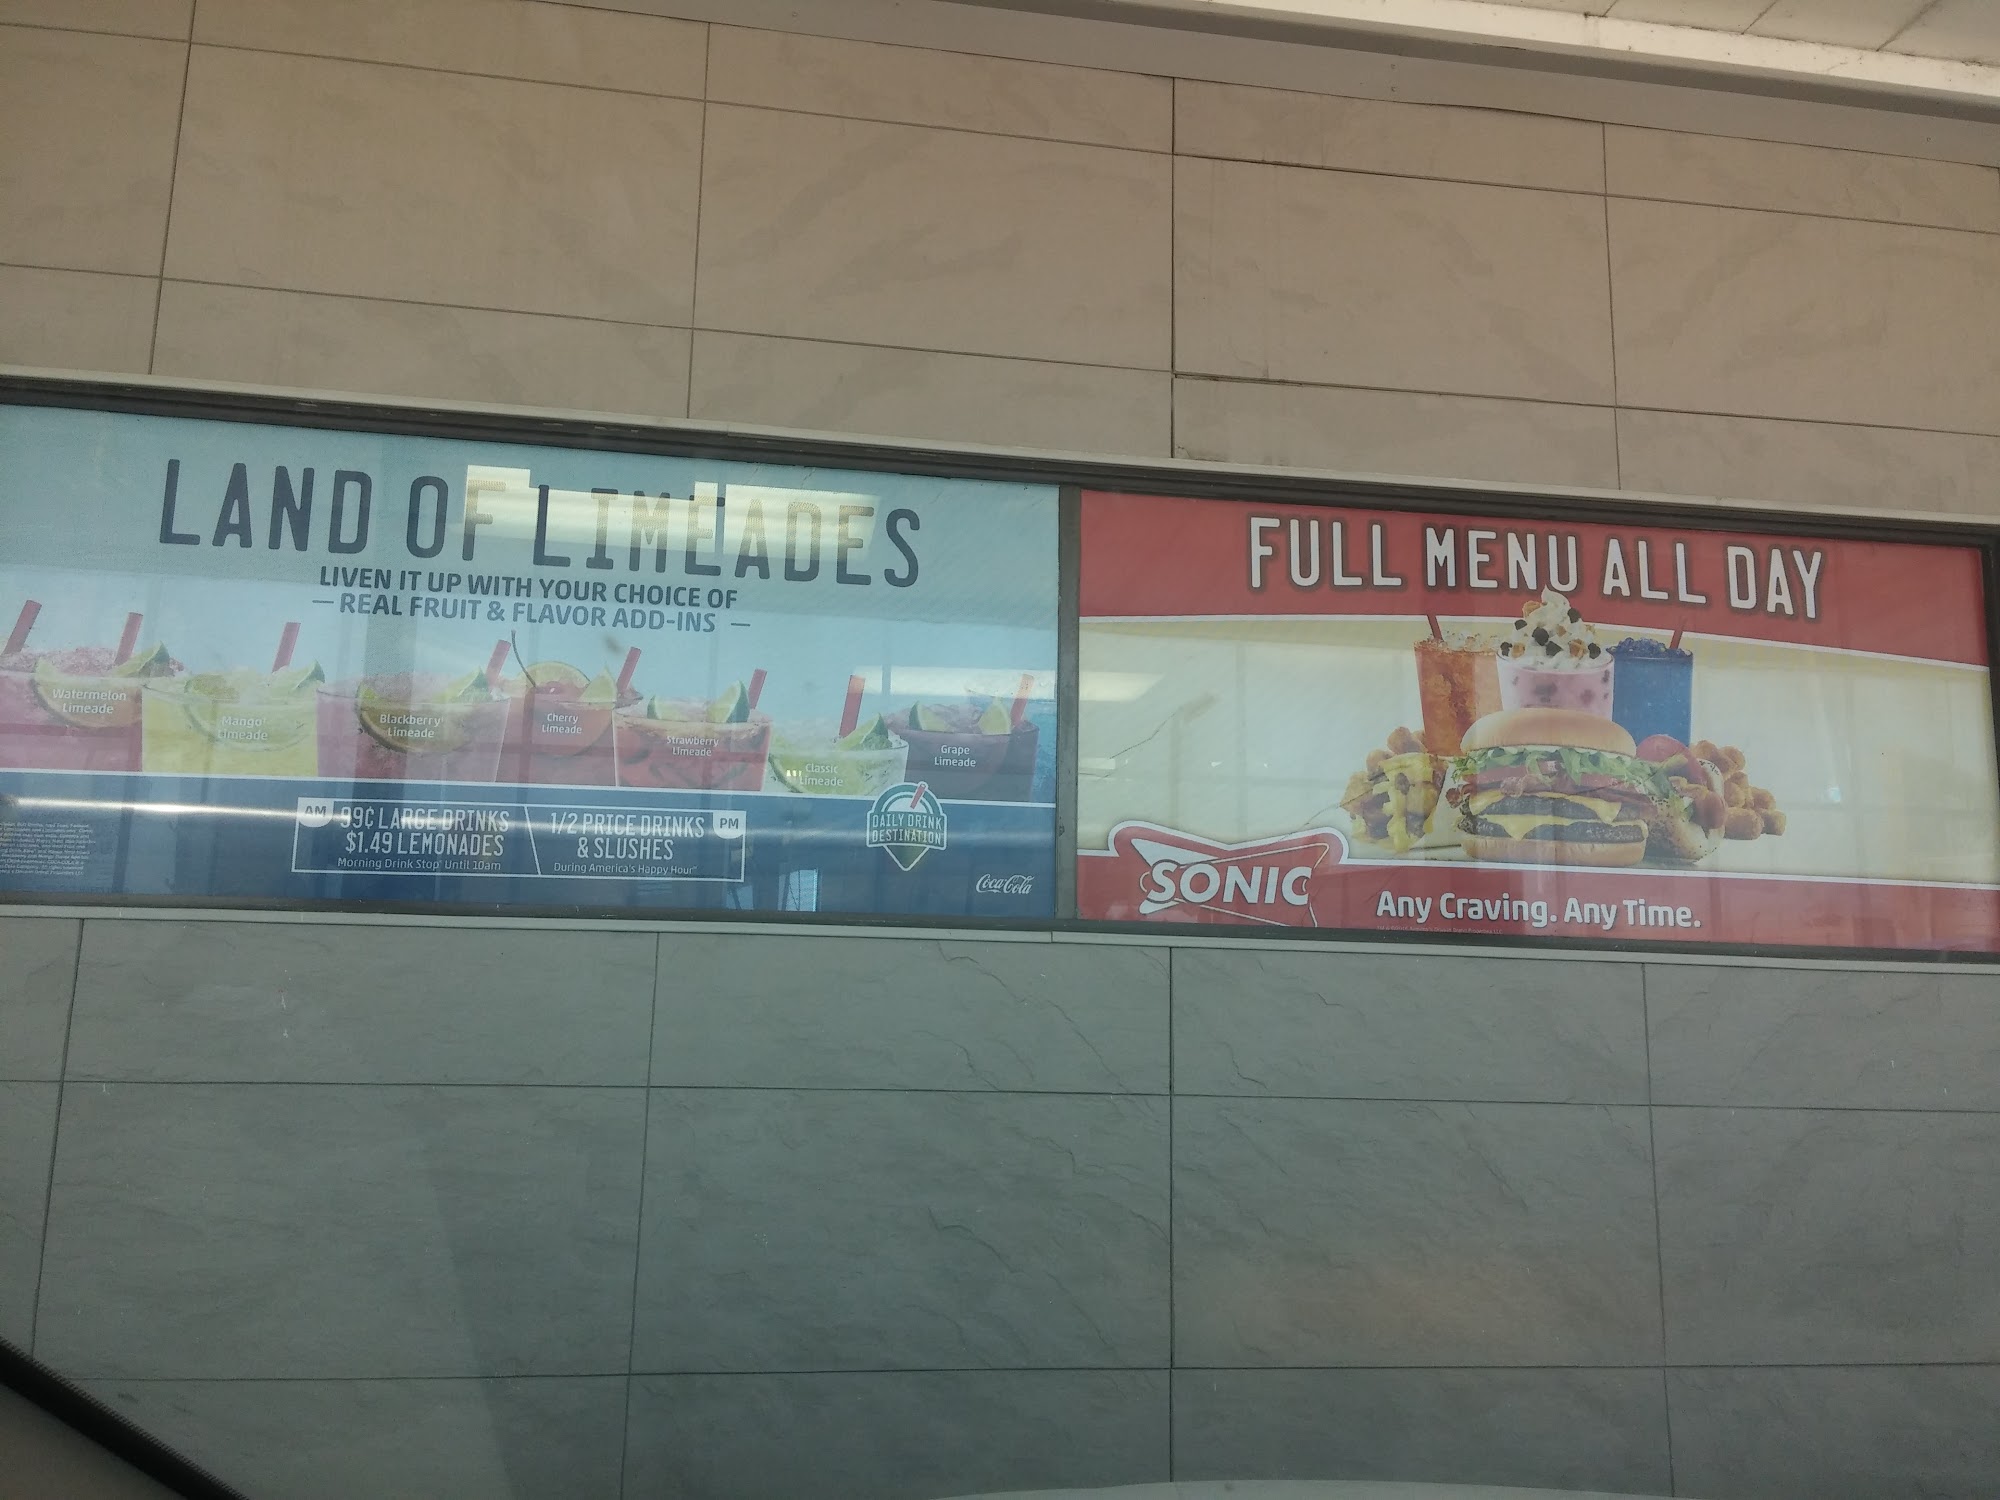 LAND OF LIMEADES
LIVEN IT UP WITH YOUR CHOICE OF
— REAL FRUIT & FLAVOR ADD-INS —
Watermelon
Limeade
Mango
Limeade
Blackberry
Limeade
Cherry
Limeade
Strawberry
Limeade
Classic
Limeade
Grape
Limeade
AM
99¢ LARGE DRINKS
$1.49 LEMONADES
Morning Drink Stop Until 10am
1/2 PRICE DRINKS
& SLUSHES
During America's Happy Hour
PM
DAILY DRINK
DESTINATION
Coca-Cola
FULL MENU ALL DAY
SONIC
Any Craving. Any Time.